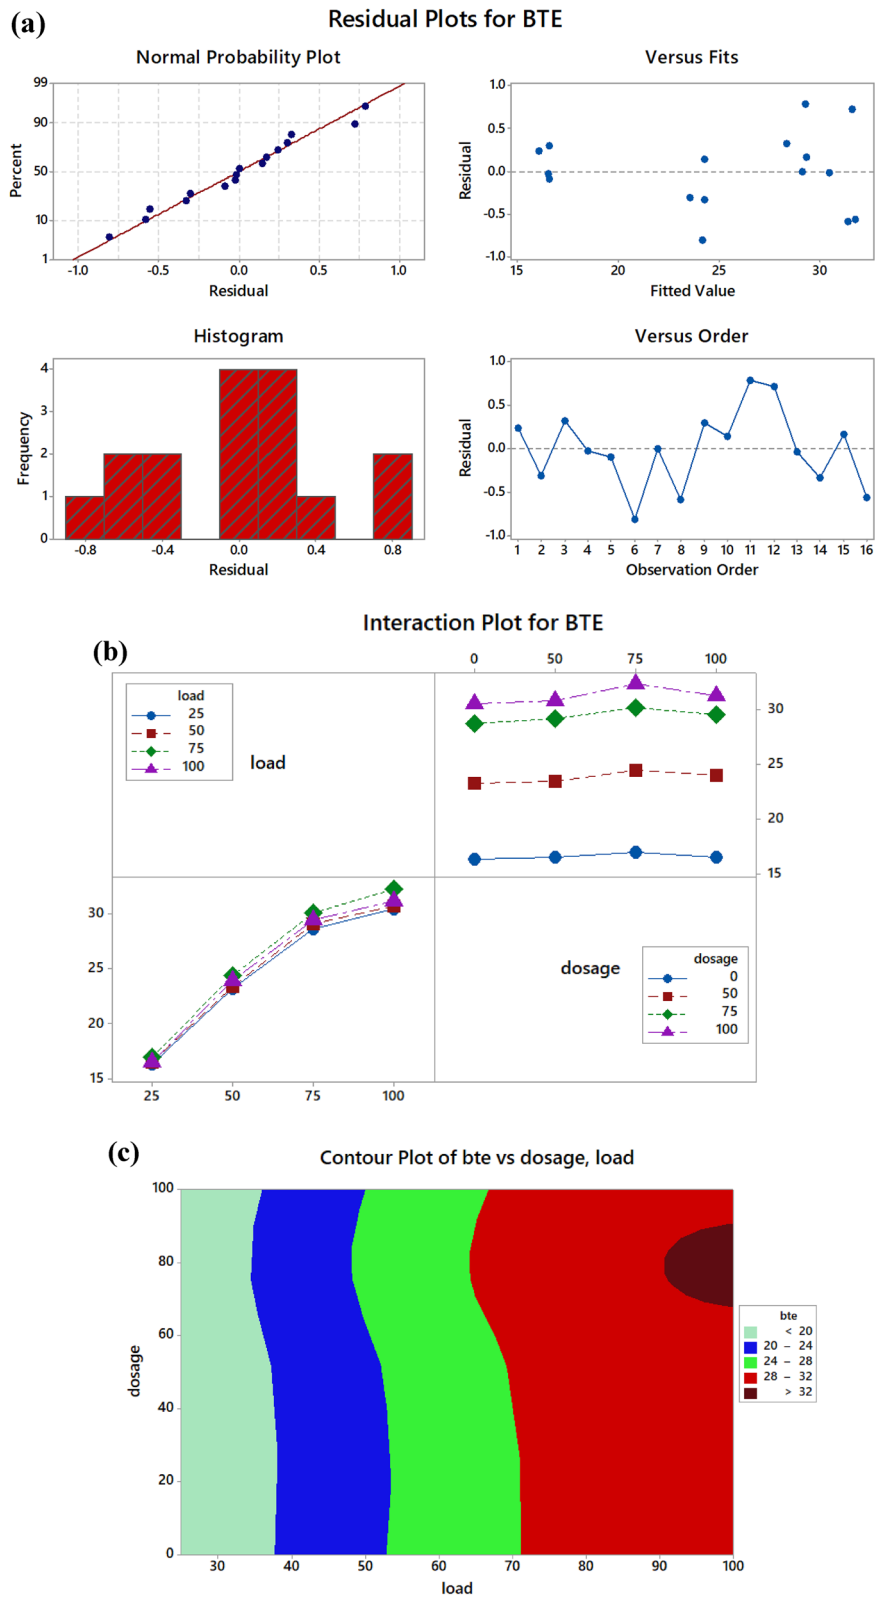 (a)
Residual Plots for BTE
Normal Probability Plot
Versus Fits
99
90
50
10
1
Percent
-1.0 -0.5 0.0 0.5 1.0
Residual
1.0
0.5
0.0
-0.5
-1.0
Residual
15 20 25 30
Fitted Value
Histogram
Versus Order
4
3
2
1
0
Frequency
-0.8 -0.4 0.0 0.4 0.8
Residual
1.0
0.5
0.0
-0.5
-1.0
Residual
1 2 3 4 5 6 7 8 9 10 11 12 13 14 15 16
Observation Order
Interaction Plot for BTE
(b)
0 50 75 100
load
25
50
75
100
load
30
25
20
15
30
25
20
15
dosage
dosage
0
50
75
100
25 50 75 100
(c)
Contour Plot of bte vs dosage, load
100
80
60
40
20
0
dosage
30 40 50 60 70 80 90 100
load
bte
< 20
20 – 24
24 – 28
28 – 32
> 32